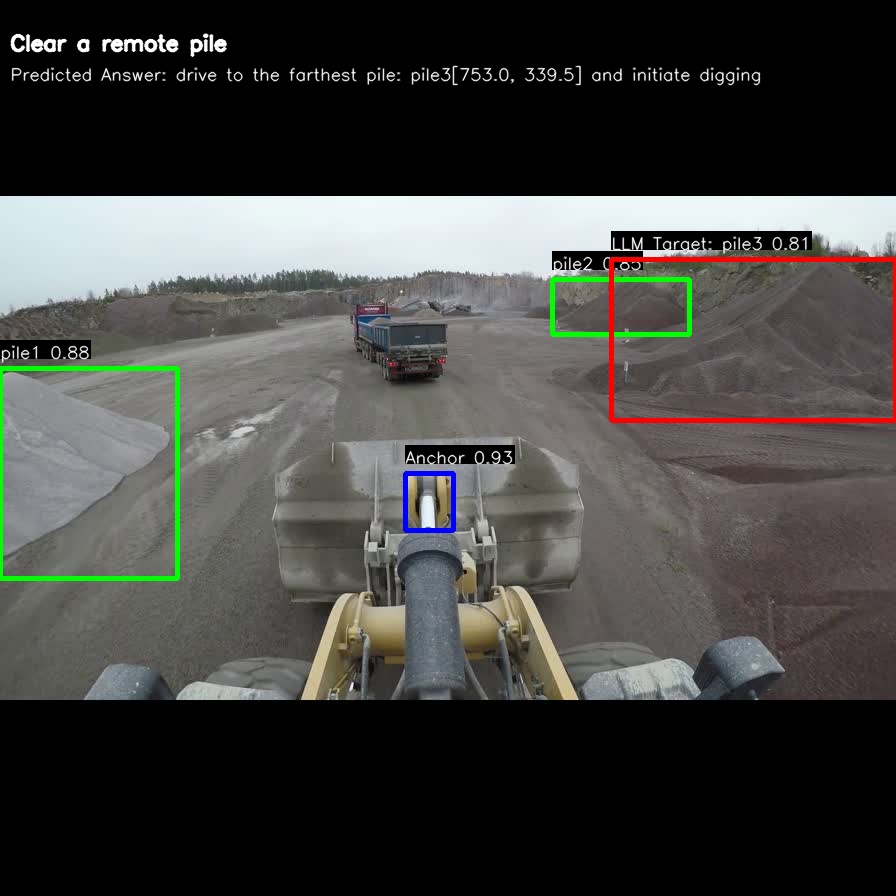 Clear a remote pile
Predicted Answer: drive to the farthest pile: pile3[753.0, 339.5] and initiate digging
LLM Target: pile3 0.81
pile2 0.85
pile1 0.88
Anchor 0.93